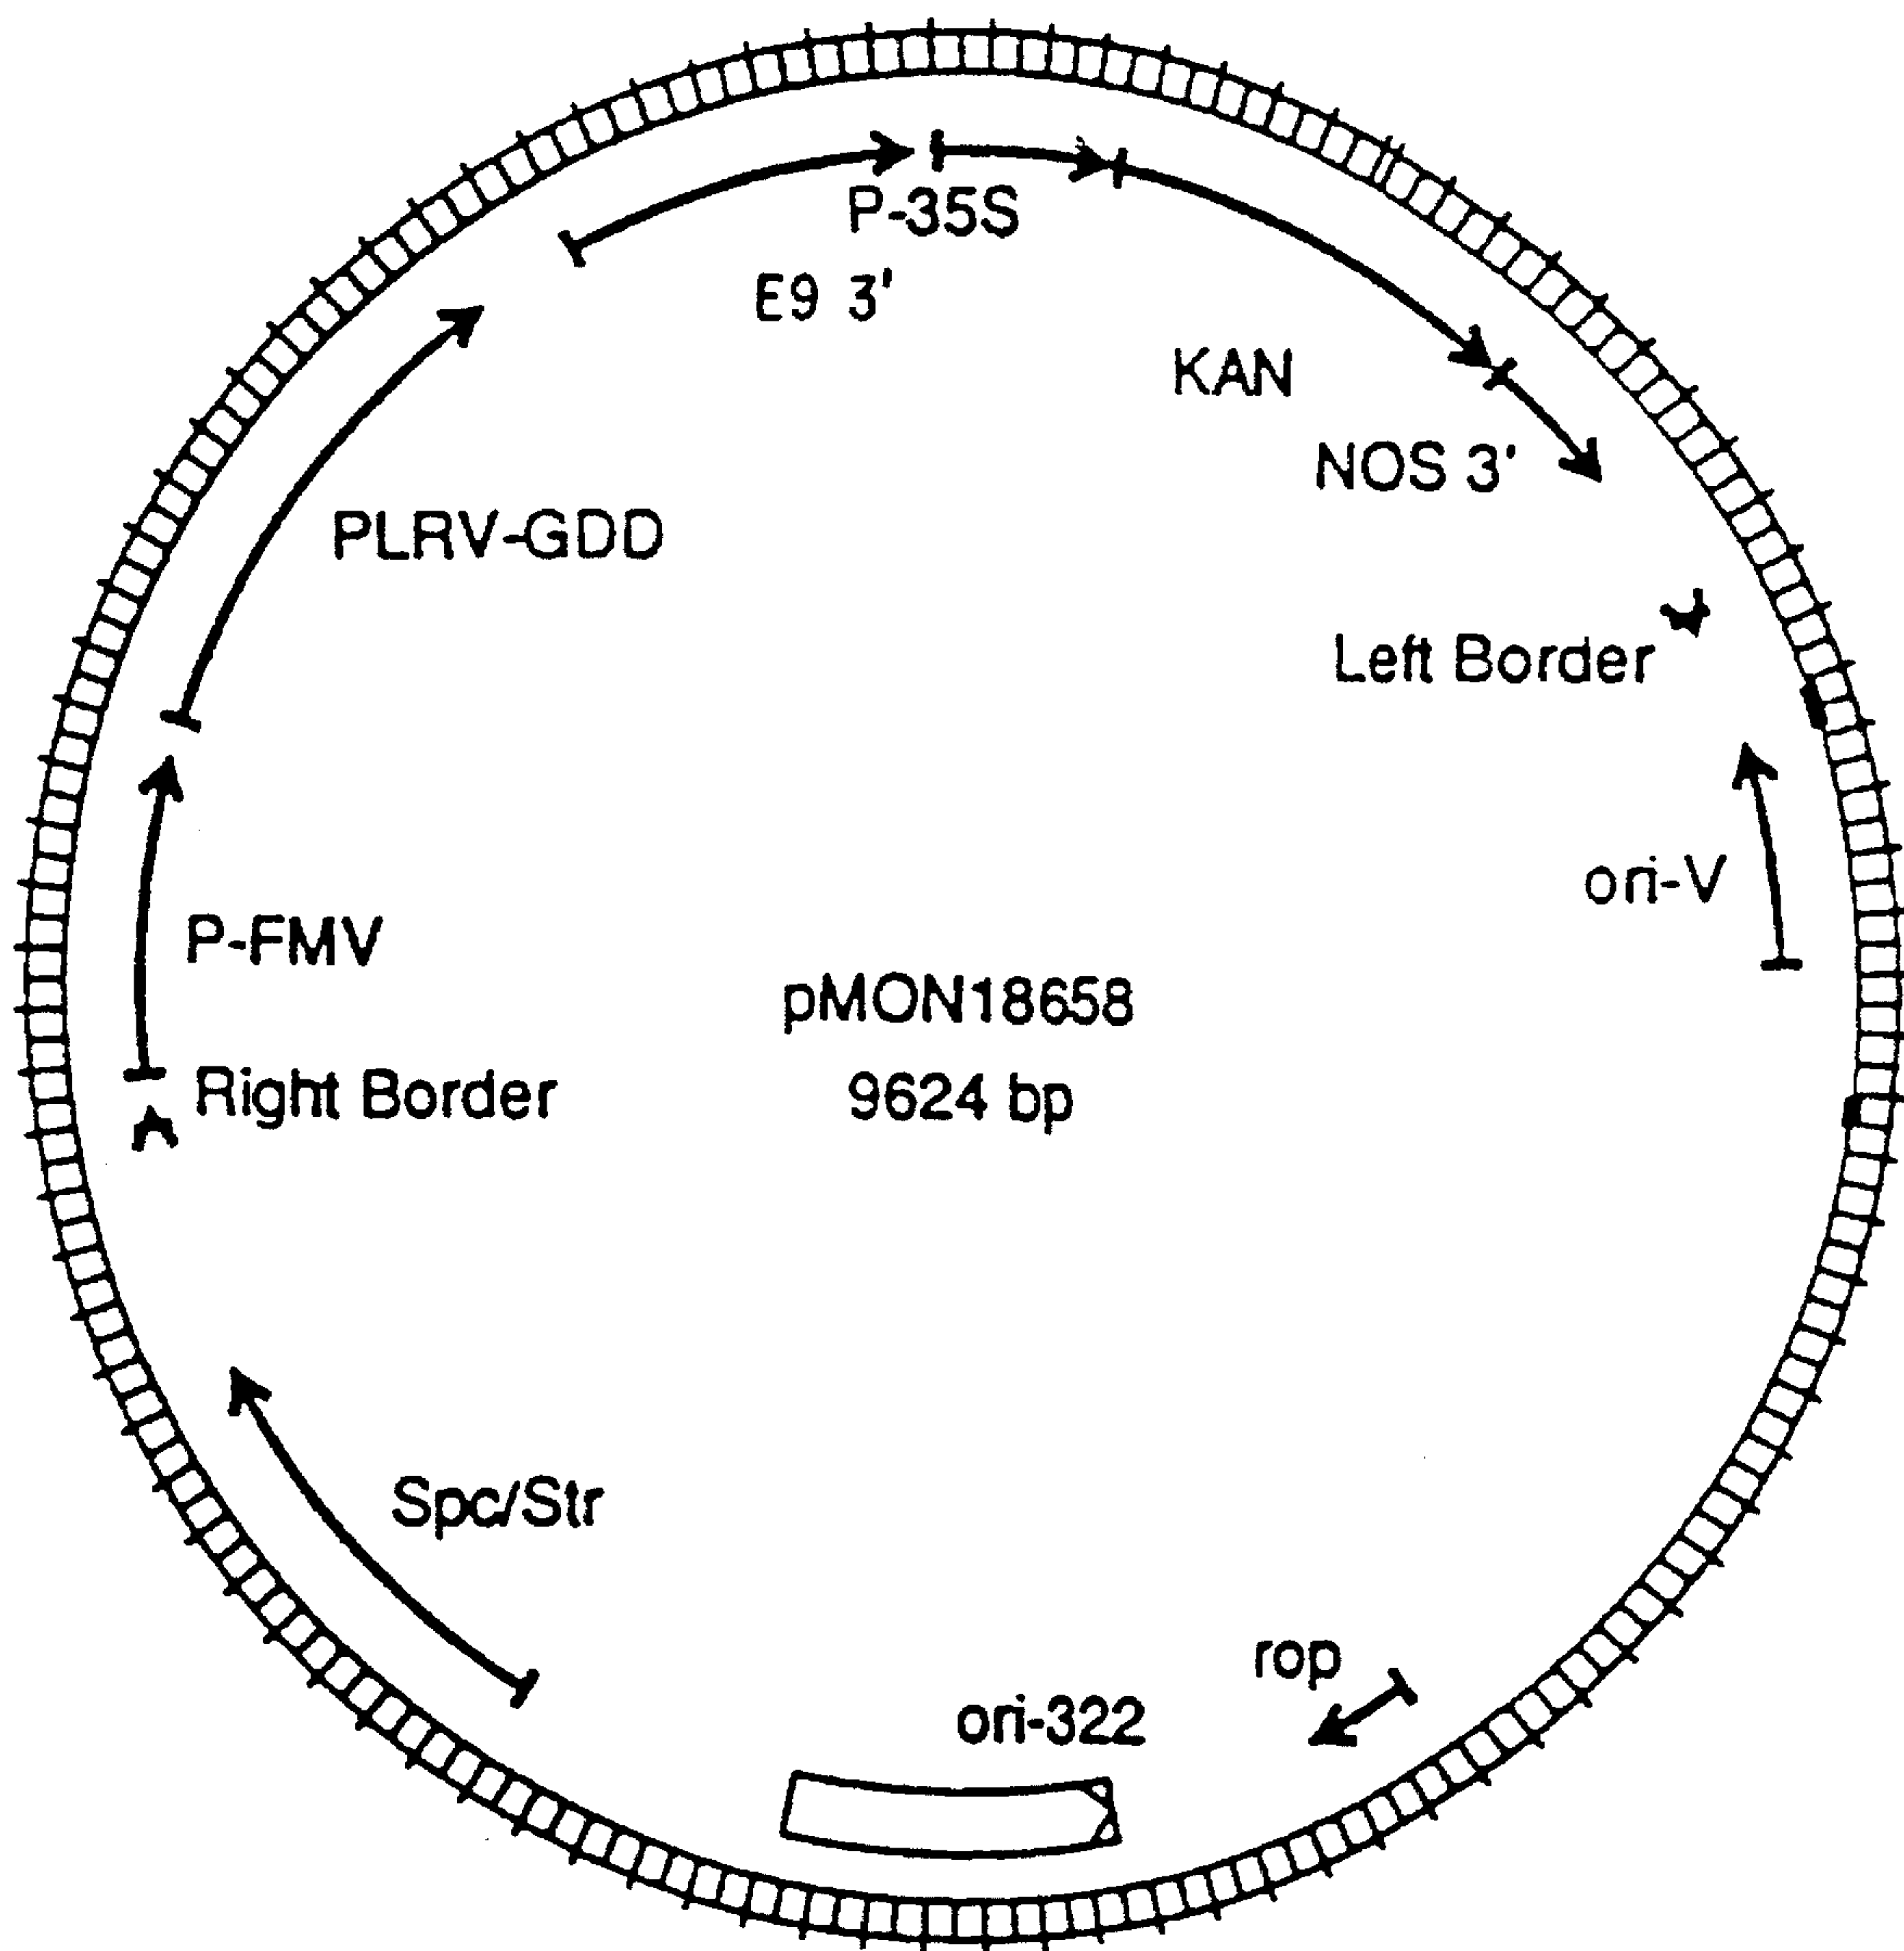 P-35S
E9 3'
KAN
NOS 3'
PLRV-GDD
Left Border
ori-V
P-FMV
pMON18658
Right Border
9624 bp
Spc/Str
rop
ori-322